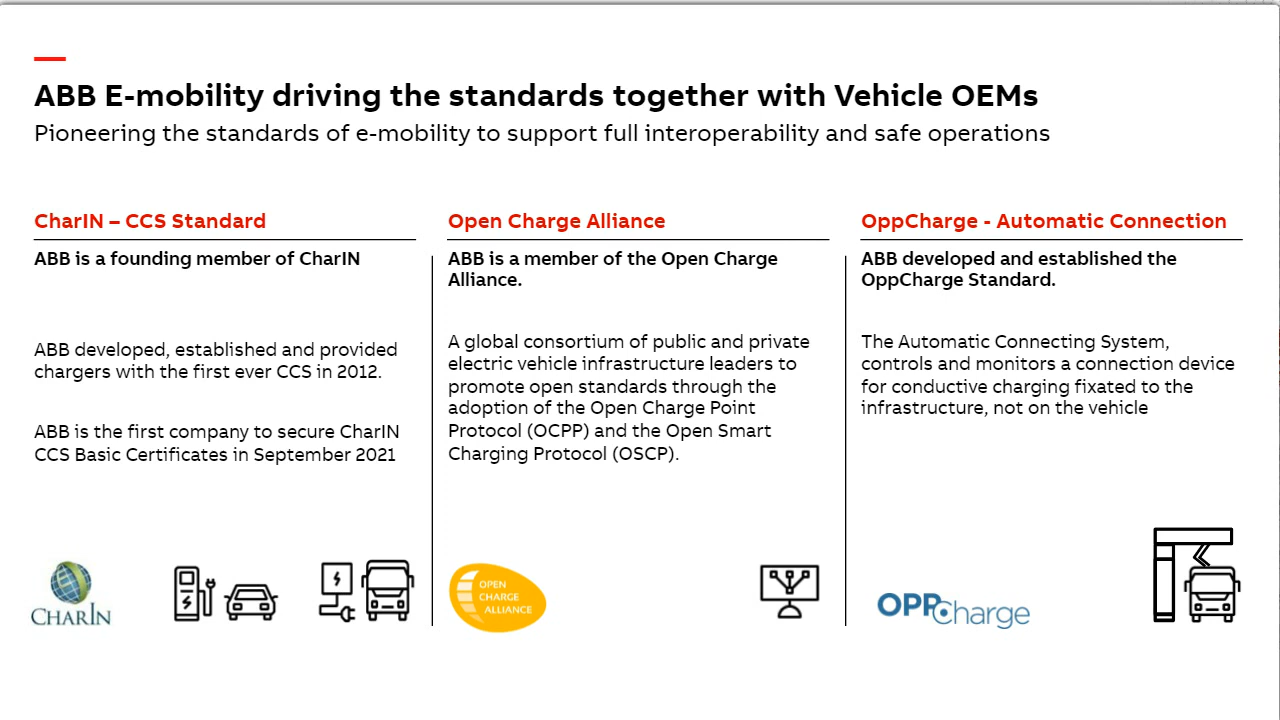 ABB E-mobility driving the standards together with Vehicle OEMs
Pioneering the standards of e-mobility to support full interoperability and safe operations
CharIN – CCS Standard
ABB is a founding member of CharIN
ABB developed, established and provided
chargers with the first ever CCS in 2012.
ABB is the first company to secure CharIN
CCS Basic Certificates in September 2021
CHARIN
Open Charge Alliance
ABB is a member of the Open Charge
Alliance.
A global consortium of public and private
electric vehicle infrastructure leaders to
promote open standards through the
adoption of the Open Charge Point
Protocol (OCPP) and the Open Smart
Charging Protocol (OSCP).
OPEN
CHARGE
ALLIANCE
OppCharge - Automatic Connection
ABB developed and established the
OppCharge Standard.
The Automatic Connecting System,
controls and monitors a connection device
for conductive charging fixated to the
infrastructure, not on the vehicle
OPPCharge